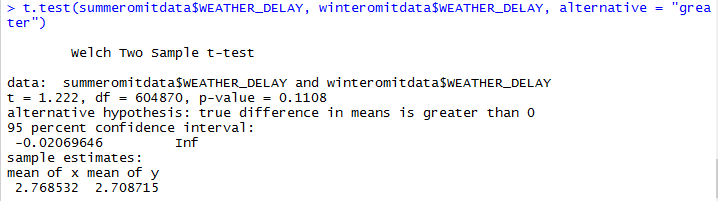 > t.test(summeromitdata$WEATHER_DELAY, winteromitdata$WEATHER_DELAY, alternative = "grea
ter")
Welch Two Sample t-test
data:  summeromitdata$WEATHER_DELAY and winteromitdata$WEATHER_DELAY
t = 1.222, df = 604870, p-value = 0.1108
alternative hypothesis: true difference in means is greater than 0
95 percent confidence interval:
 -0.02069646         Inf
sample estimates:
mean of x mean of y
 2.768532  2.708715